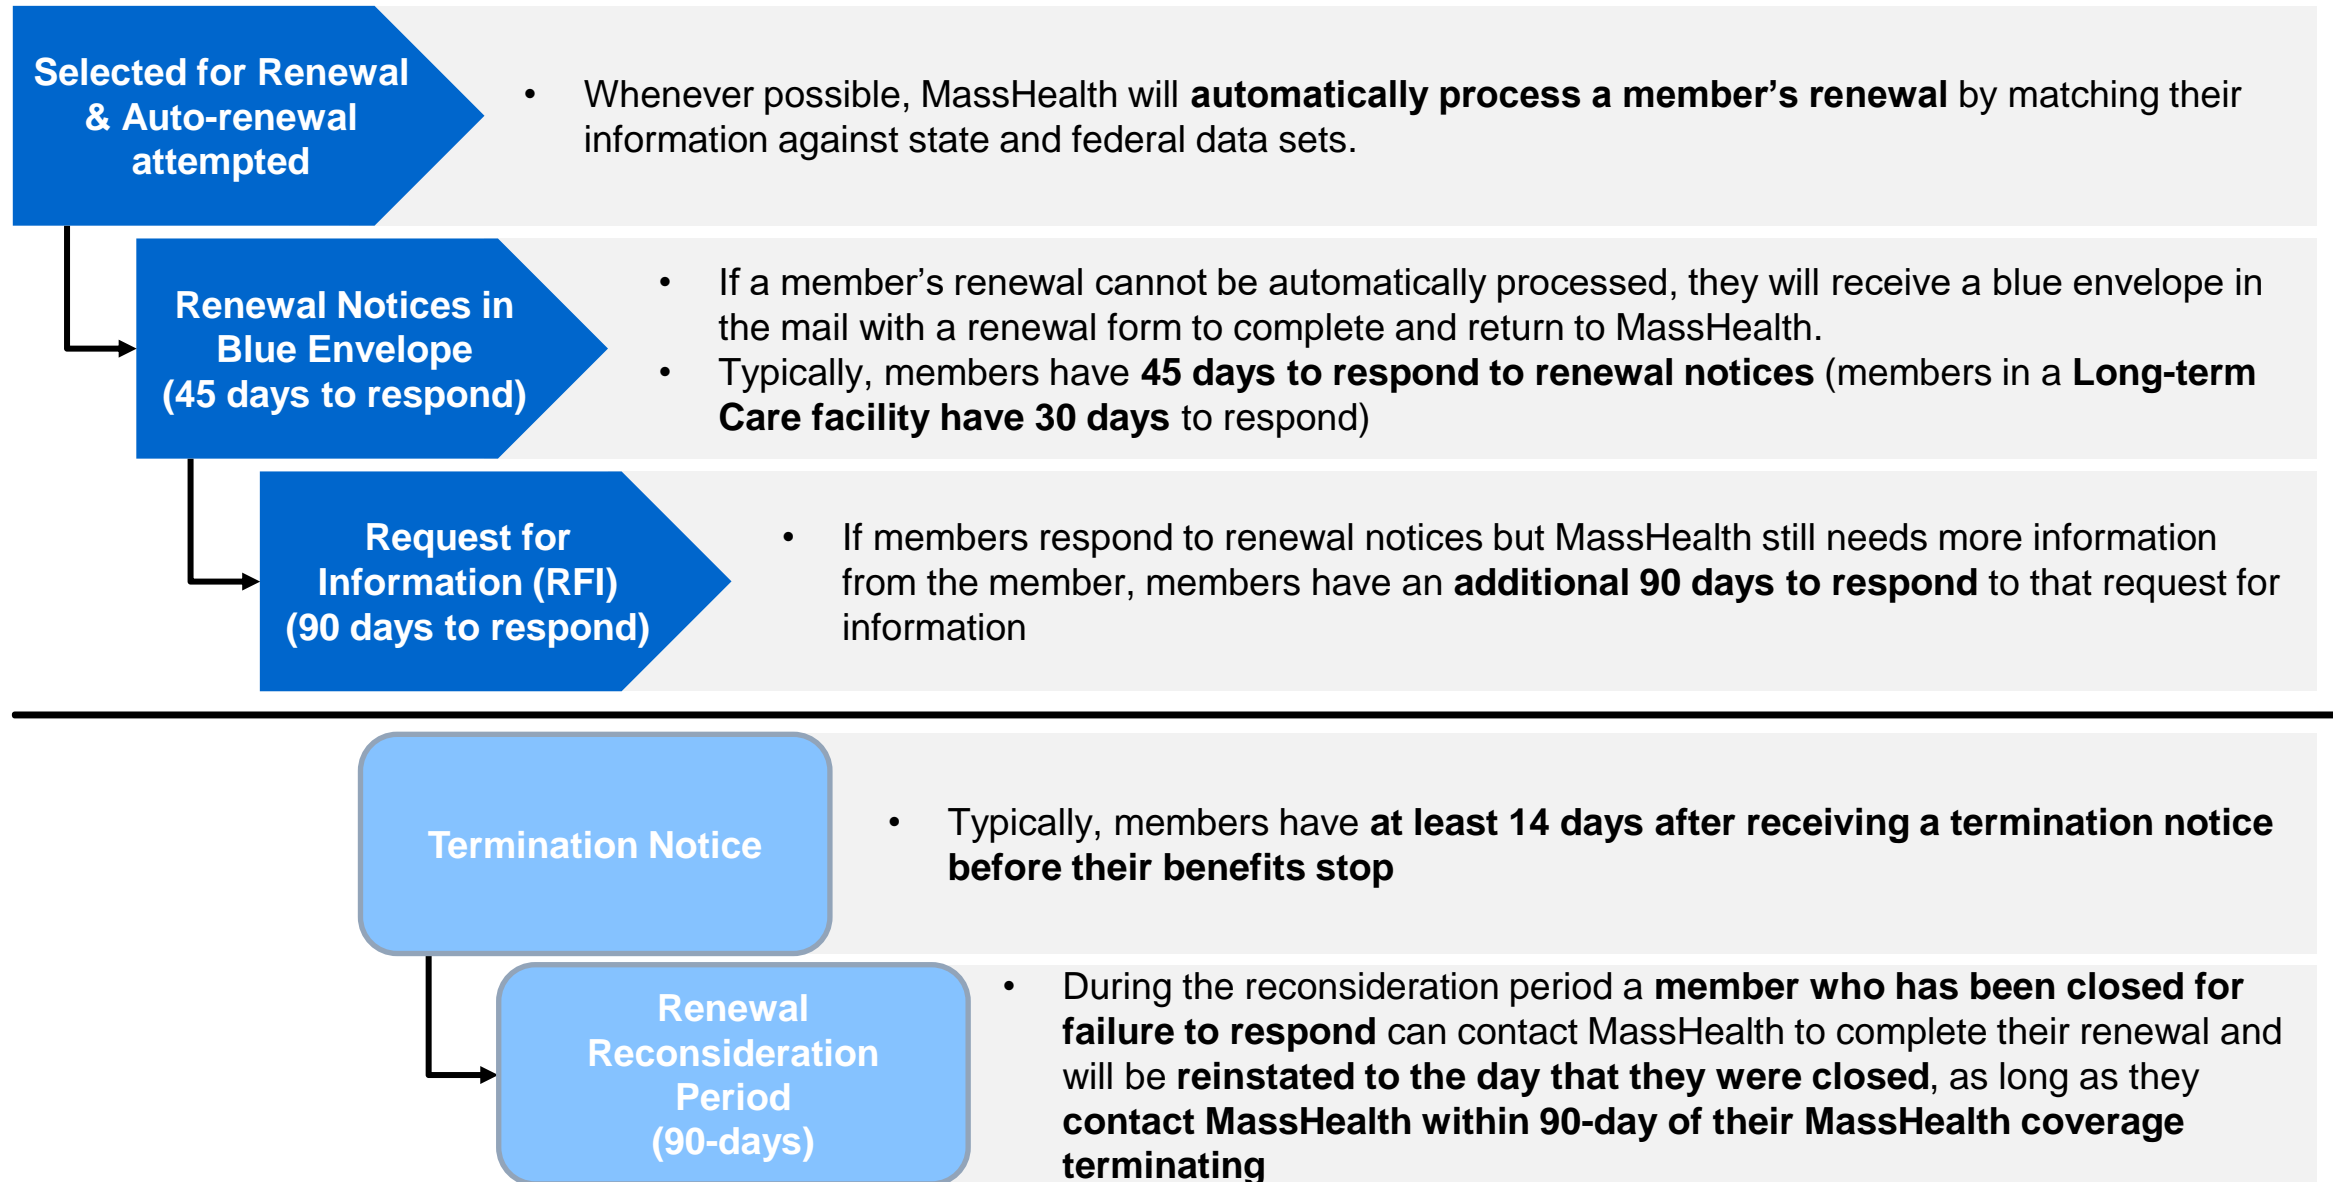 Selected for Renewal
& Auto-renewal
attempted
• Whenever possible, MassHealth will automatically process a member’s renewal by matching their
information against state and federal data sets.
Renewal Notices in
Blue Envelope
(45 days to respond)
• If a member’s renewal cannot be automatically processed, they will receive a blue envelope in
the mail with a renewal form to complete and return to MassHealth.
• Typically, members have 45 days to respond to renewal notices (members in a Long-term
Care facility have 30 days to respond)
Request for
Information (RFI)
(90 days to respond)
• If members respond to renewal notices but MassHealth still needs more information
from the member, members have an additional 90 days to respond to that request for
information
Termination Notice
• Typically, members have at least 14 days after receiving a termination notice
before their benefits stop
Renewal
Reconsideration
Period
(90-days)
• During the reconsideration period a member who has been closed for
failure to respond can contact MassHealth to complete their renewal and
will be reinstated to the day that they were closed, as long as they
contact MassHealth within 90-day of their MassHealth coverage
terminating